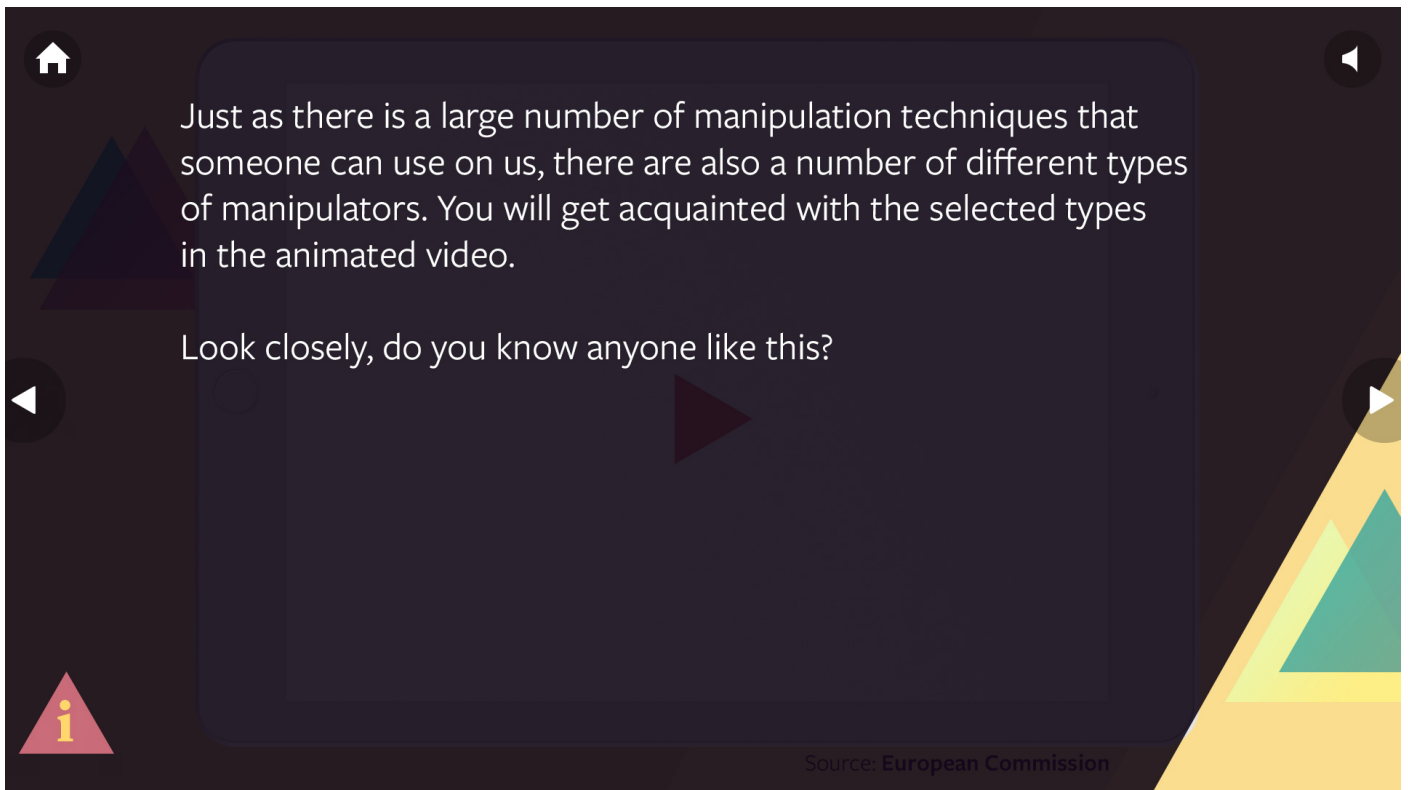 Just as there is a large number of manipulation techniques that
someone can use on us, there are also a number of different types
of manipulators. You will get acquainted with the selected types
in the animated video.
Look closely, do you know anyone like this?
i
Source: European Commission